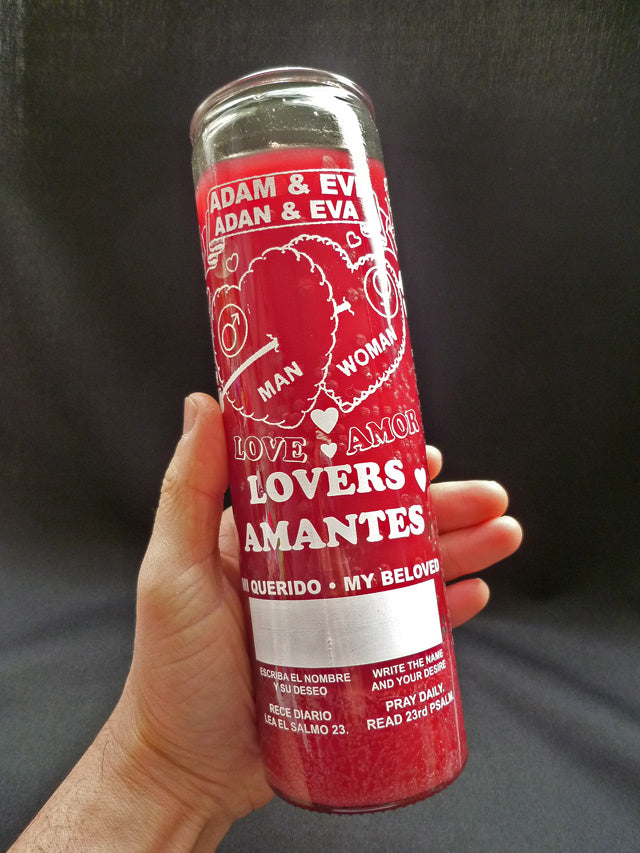 ADAM & EV
ADAN & EVA
MAN
WOMAN
LOVE AMOR
LOVERS
AMANTES
MI QUERIDO • MY BELOVED
ESCRIBA EL NOMBRE
Y SU DESEO
WRITE THE NAME
AND YOUR DESIRE
RECE DIARIO
LEA EL SALMO 23.
PRAY DAILY,
READ 23rd PSALM.